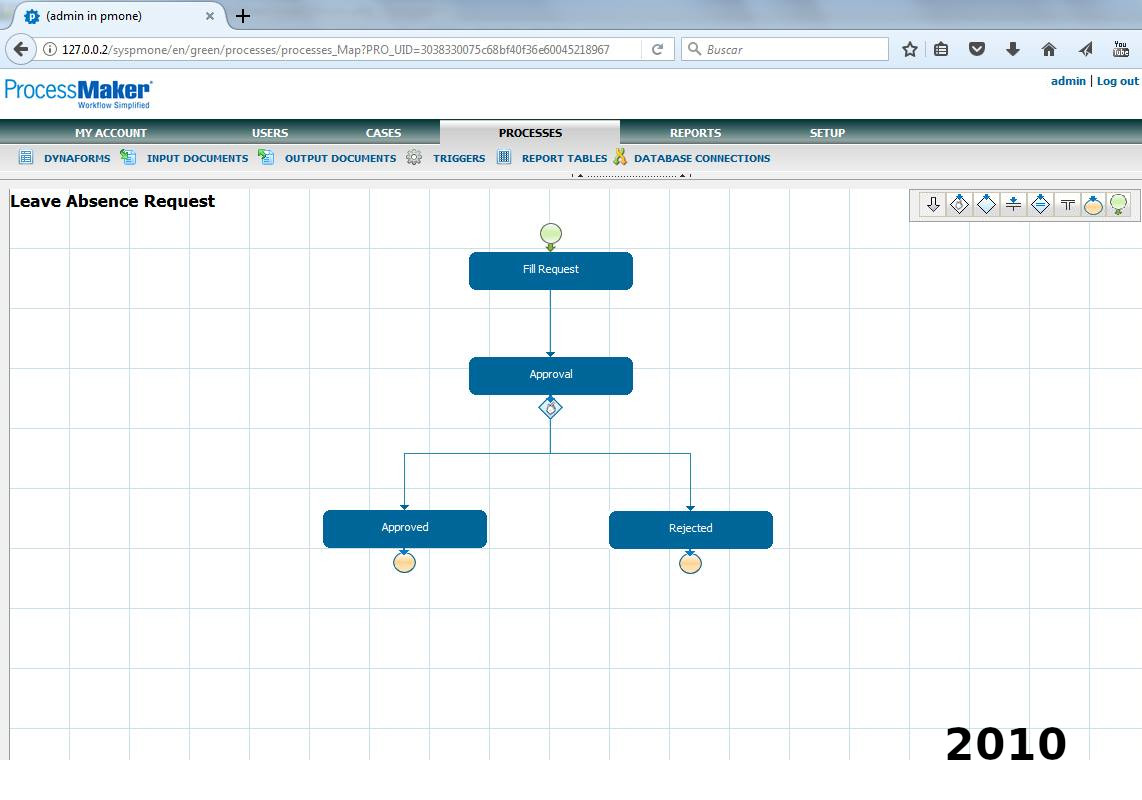 (admin in pmone)
127.0.0.2/syspmone/en/green/processes/processes_Map?PRO_UID=3038330075c68bf40f36e60045218967
Buscar
You Tube
ProcessMaker
Workflow Simplified
admin | Log out
MY ACCOUNT USERS CASES PROCESSES REPORTS SETUP
DYNAFORMS INPUT DOCUMENTS OUTPUT DOCUMENTS TRIGGERS REPORT TABLES DATABASE CONNECTIONS
Leave Absence Request
Fill Request
Approval
Approved
Rejected
2010